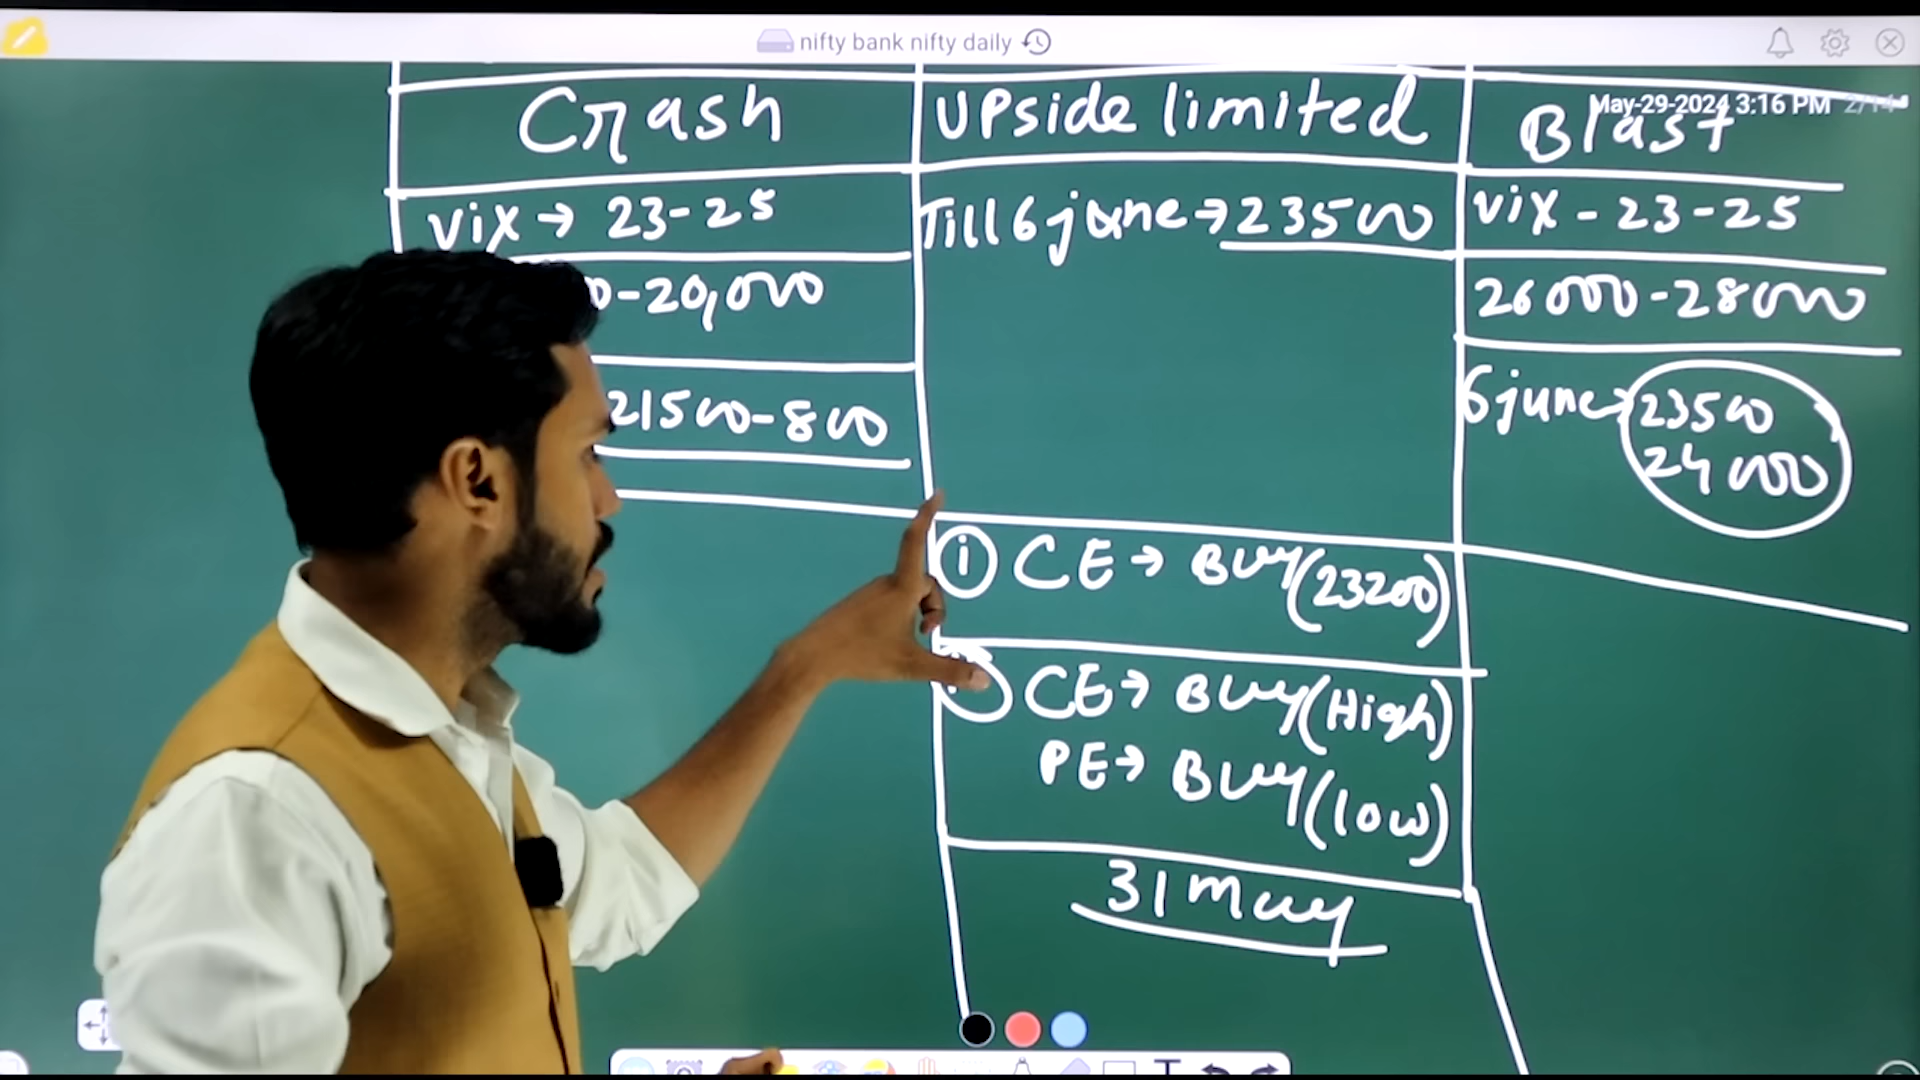 nifty bank nifty daily
May-29-2024 3:16 PM 2/14
Crash
UPside limited
Blast
Vix → 23-25
Till 6 june → 23500
Vix - 23-25
-20,000
26000-28000
21500-800
6 june → 23500
24000
i CE → Buy (23200)
CE → Buy (High)
PE → Buy (low)
31 May